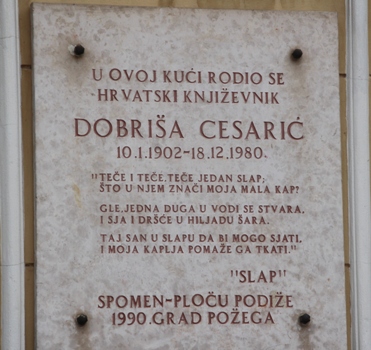 U OVOJ KUĆI RODIO SE
HRVATSKI KNJIŽEVNIK
DOBRIŠA CESARIĆ
10.1.1902-18.12.1980.
"TEČE I TEČE, TEČE JEDAN SLAP;
ŠTO U NJEM ZNAČI MOJA MALA KAP?
GLE, JEDNA DUGA U VODI SE STVARA,
I SJA I DRŠĆE U HILJADU ŠARA.
TAJ SAN U SLAPU DA BI MOGO SJATI,
I MOJA KAPLJA POMAŽE GA TKATI."
"SLAP"
SPOMEN-PLOČU PODIŽE
1990. GRAD POŽEGA